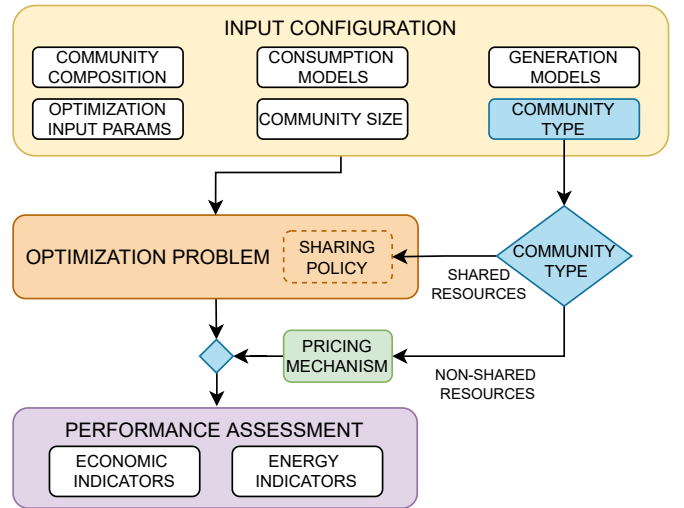 INPUT CONFIGURATION
COMMUNITY
COMPOSITION
CONSUMPTION
MODELS
GENERATION
MODELS
OPTIMIZATION
INPUT PARAMS
COMMUNITY SIZE
COMMUNITY
TYPE
OPTIMIZATION PROBLEM
SHARING
POLICY
SHARED
RESOURCES
COMMUNITY
TYPE
PRICING
MECHANISM
NON-SHARED
RESOURCES
PERFORMANCE ASSESSMENT
ECONOMIC
INDICATORS
ENERGY
INDICATORS